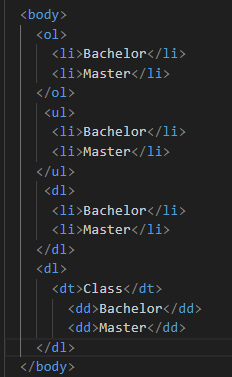 <body>
<ol>
<li>Bachelor</li>
<li>Master</li>
</ol>
<ul>
<li>Bachelor</li>
<li>Master</li>
</ul>
<dl>
<li>Bachelor</li>
<li>Master</li>
</dl>
<dl>
<dt>Class</dt>
<dd>Bachelor</dd>
<dd>Master</dd>
</dl>
</body>